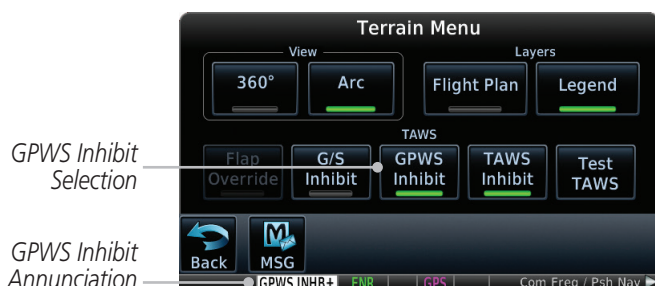 Terrain Menu
View
Layers
360°
Arc
Flight Plan
Legend
TAWS
GPWS Inhibit
Selection
Flap
Override
G/S
Inhibit
GPWS
Inhibit
TAWS
Inhibit
Test
TAWS
Back
MSG
GPWS Inhibit
Annunciation
GPWS INHB+
ENR
GPS
Com Freq / Psh Nav